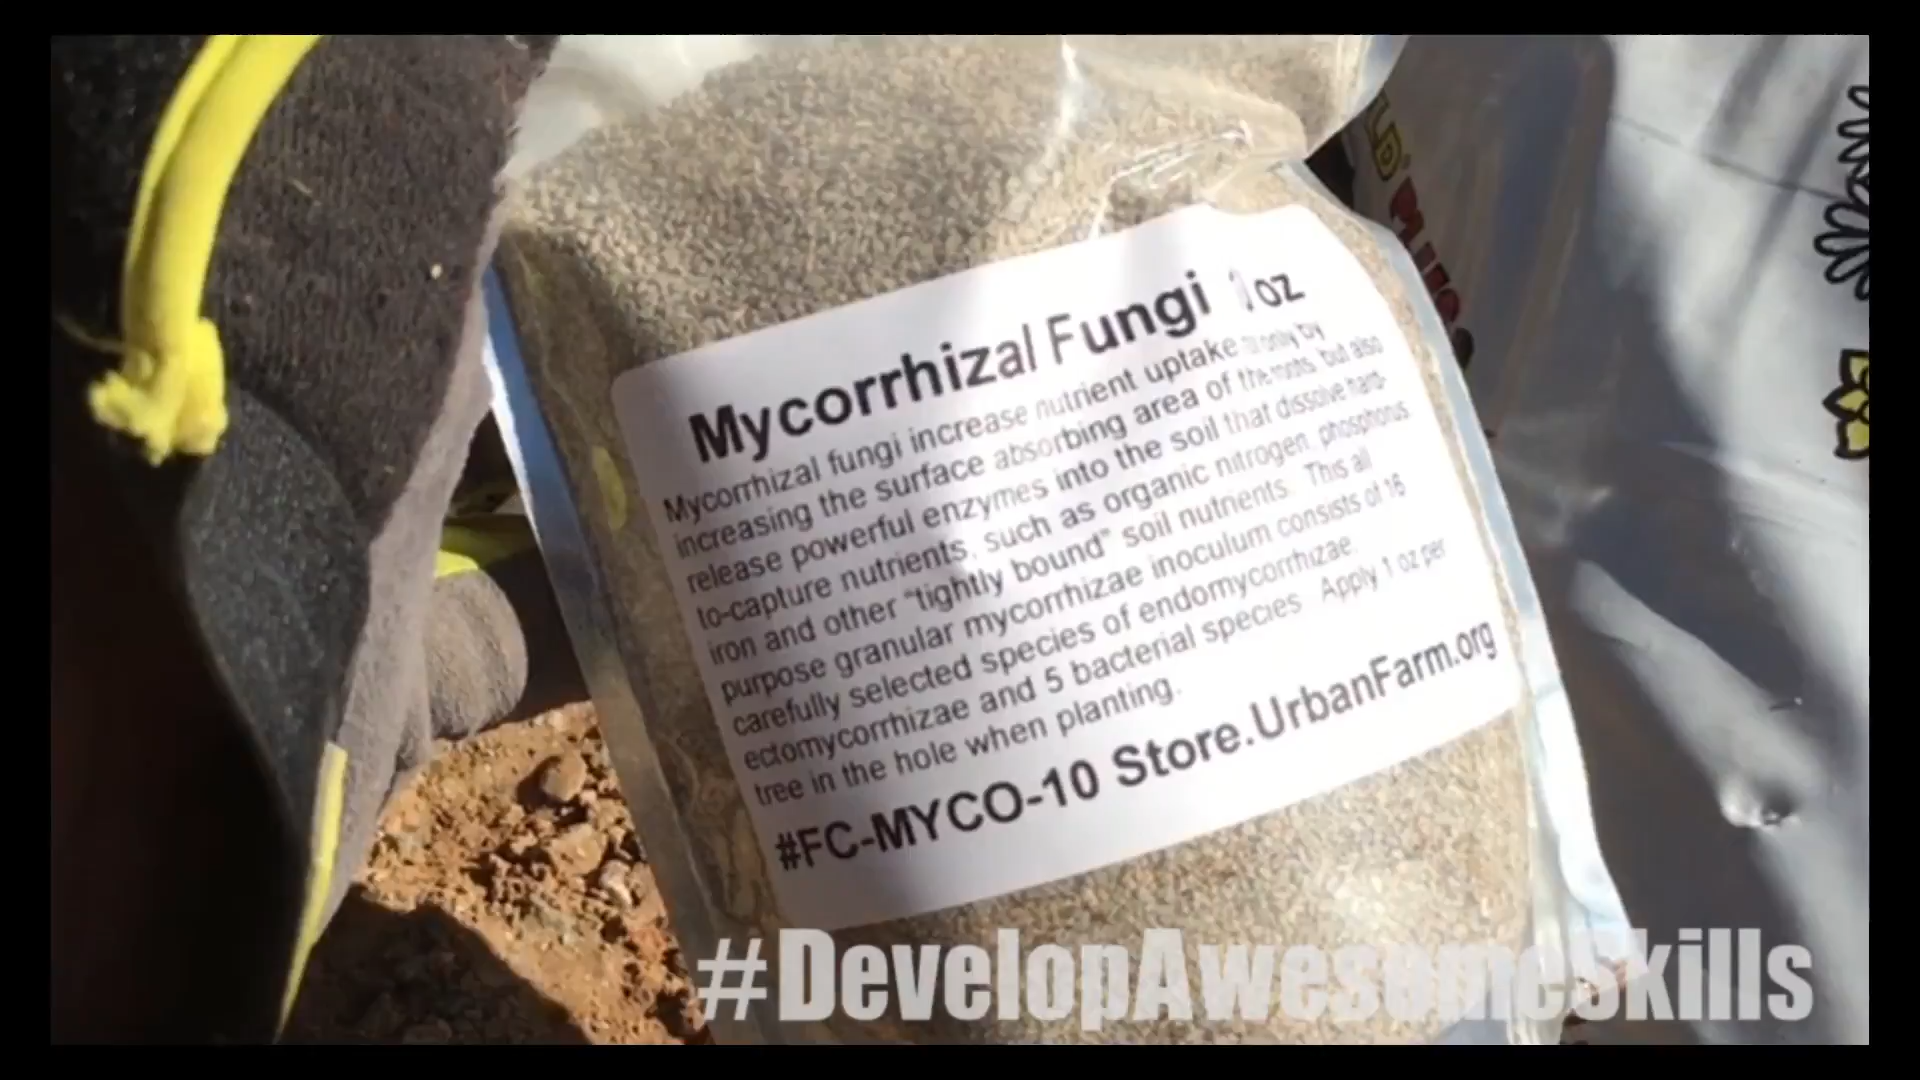 Mycorrhizal Fungi oz
Mycorrhizal fungi increase nutrient uptake only by
increasing the surface absorbing area of the roots, but also
release powerful enzymes into the soil that dissolve hard-
to-capture nutrients, such as organic nitrogen, phosphorus,
iron and other "tightly bound" soil nutrients. This all
purpose granular mycorrhizae inoculum consists of 16
carefully selected species of endomycorrhizae,
ectomycorrhizae and 5 bacterial species. Apply 1 oz per
tree in the hole when planting.
#FC-MYCO-10 Store.UrbanFarm.org
#DevelopAwesomeSkills